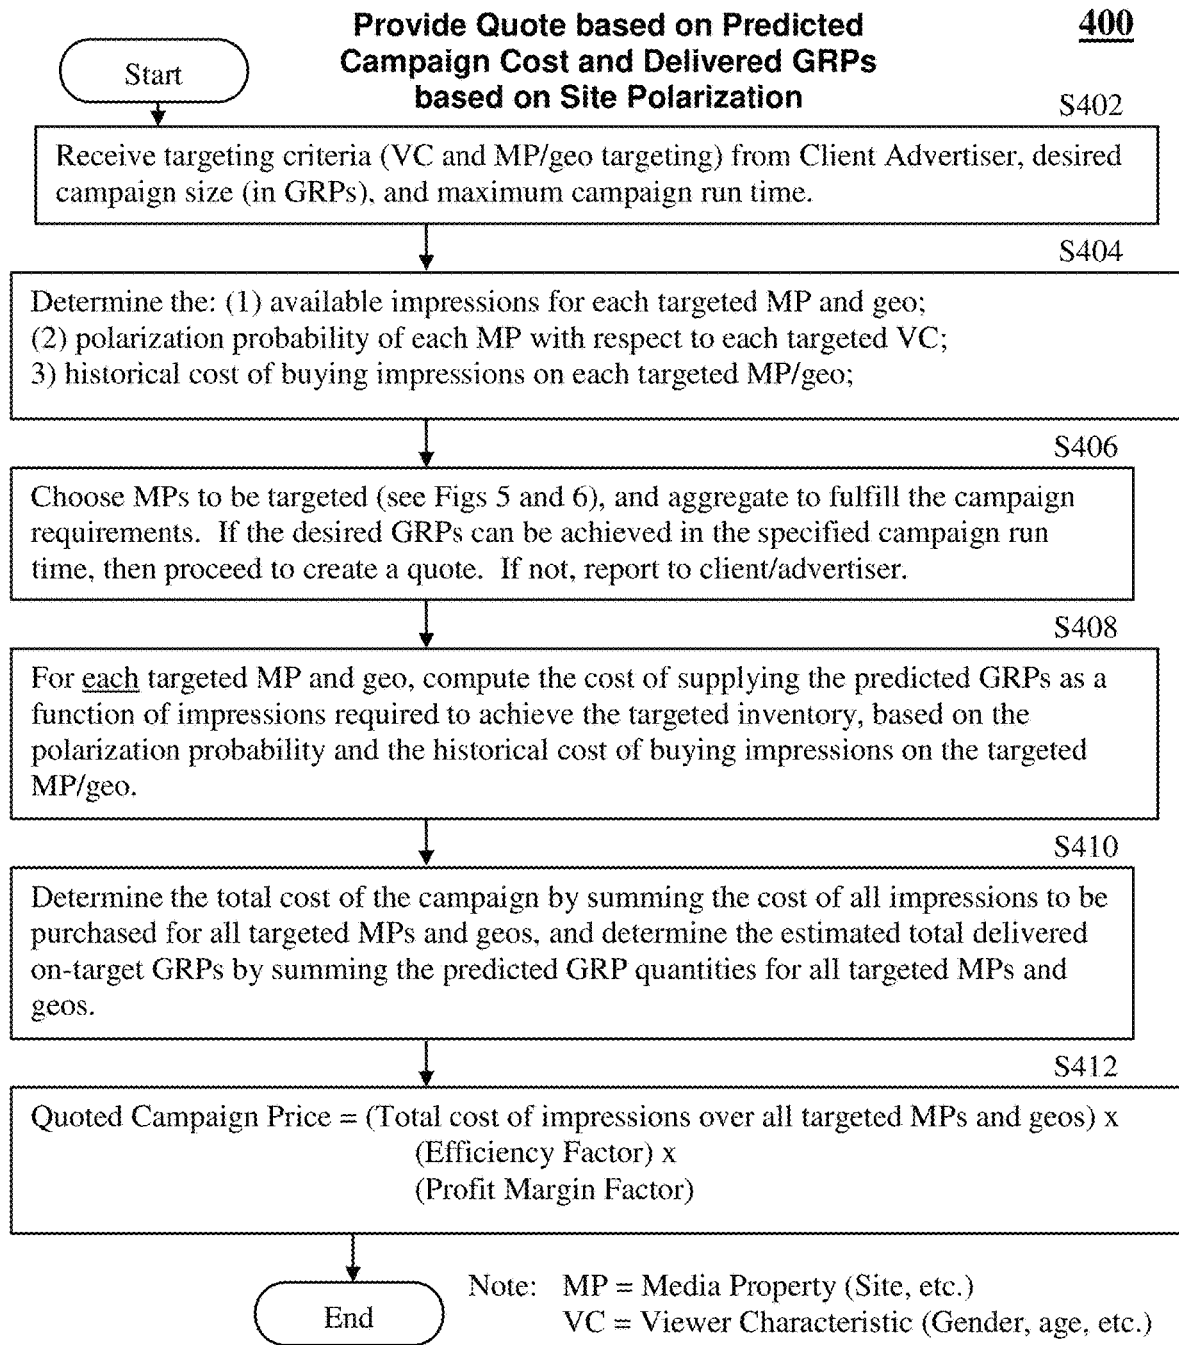 Provide Quote based on Predicted
Campaign Cost and Delivered GRPs
based on Site Polarization
400
Start
S402
Receive targeting criteria (VC and MP/geo targeting) from Client Advertiser, desired
campaign size (in GRPs), and maximum campaign run time.
S404
Determine the: (1) available impressions for each targeted MP and geo;
(2) polarization probability of each MP with respect to each targeted VC;
3) historical cost of buying impressions on each targeted MP/geo;
S406
Choose MPs to be targeted (see Figs 5 and 6), and aggregate to fulfill the campaign
requirements. If the desired GRPs can be achieved in the specified campaign run
time, then proceed to create a quote. If not, report to client/advertiser.
S408
For each targeted MP and geo, compute the cost of supplying the predicted GRPs as a
function of impressions required to achieve the targeted inventory, based on the
polarization probability and the historical cost of buying impressions on the targeted
MP/geo.
S410
Determine the total cost of the campaign by summing the cost of all impressions to be
purchased for all targeted MPs and geos, and determine the estimated total delivered
on-target GRPs by summing the predicted GRP quantities for all targeted MPs and
geos.
S412
Quoted Campaign Price = (Total cost of impressions over all targeted MPs and geos) x
(Efficiency Factor) x
(Profit Margin Factor)
End
Note: MP = Media Property (Site, etc.)
VC = Viewer Characteristic (Gender, age, etc.)